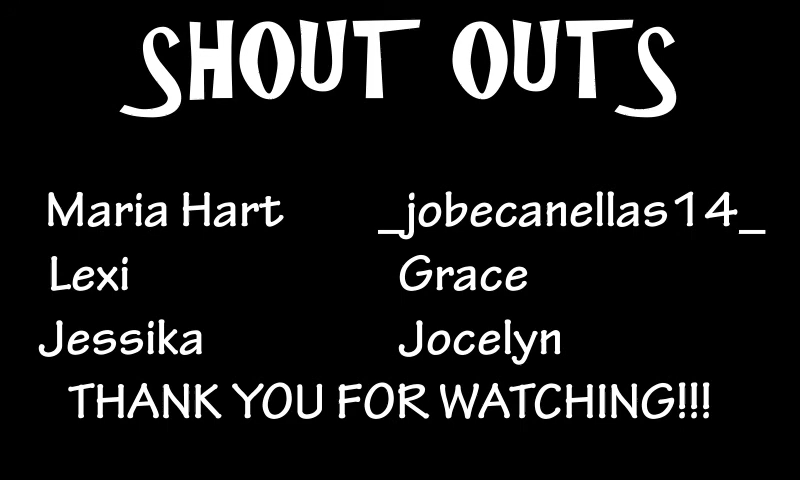 SHOUT OUTS
Maria Hart _jobecanellas14_
Lexi Grace
Jessika Jocelyn
THANK YOU FOR WATCHING!!!